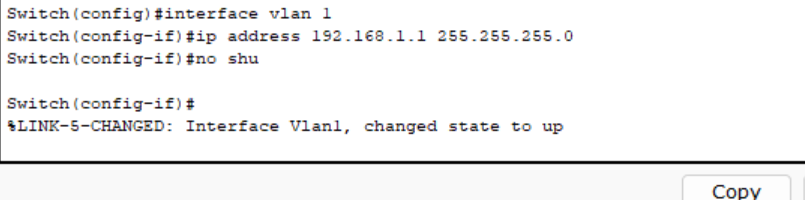 Switch(config)#interface vlan 1
Switch(config-if)#ip address 192.168.1.1 255.255.255.0
Switch(config-if)#no shu
Switch(config-if)#
%LINK-5-CHANGED: Interface Vlan1, changed state to up
Copy